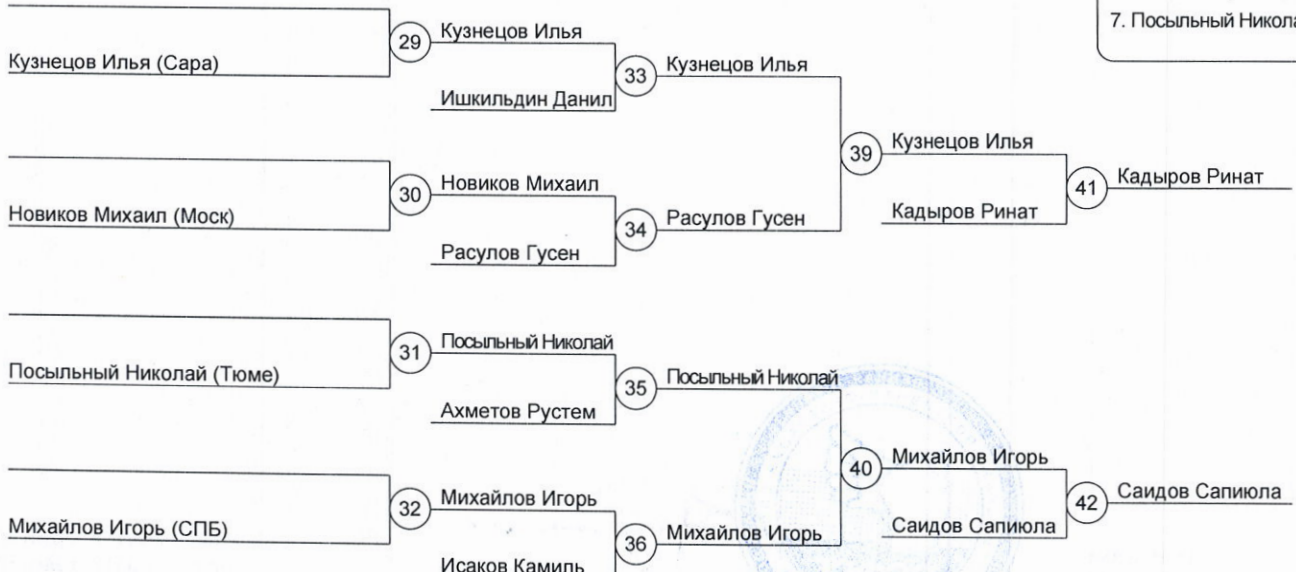 7. Посыльный Никола
29
Кузнецов Илья
Кузнецов Илья (Сара)
33
Кузнецов Илья
Ишкильдин Данил
39
Кузнецов Илья
30
Новиков Михаил
41
Кадыров Ринат
Новиков Михаил (Моск)
34
Расулов Гусен
Кадыров Ринат
Расулов Гусен
31
Посыльный Николай
Посыльный Николай (Тюме)
35
Посыльный Николай
Ахметов Рустем
40
Михайлов Игорь
32
Михайлов Игорь
42
Саидов Сапиюла
Михайлов Игорь (СПБ)
36
Михайлов Игорь
Саидов Сапиюла
Исаков Камиль